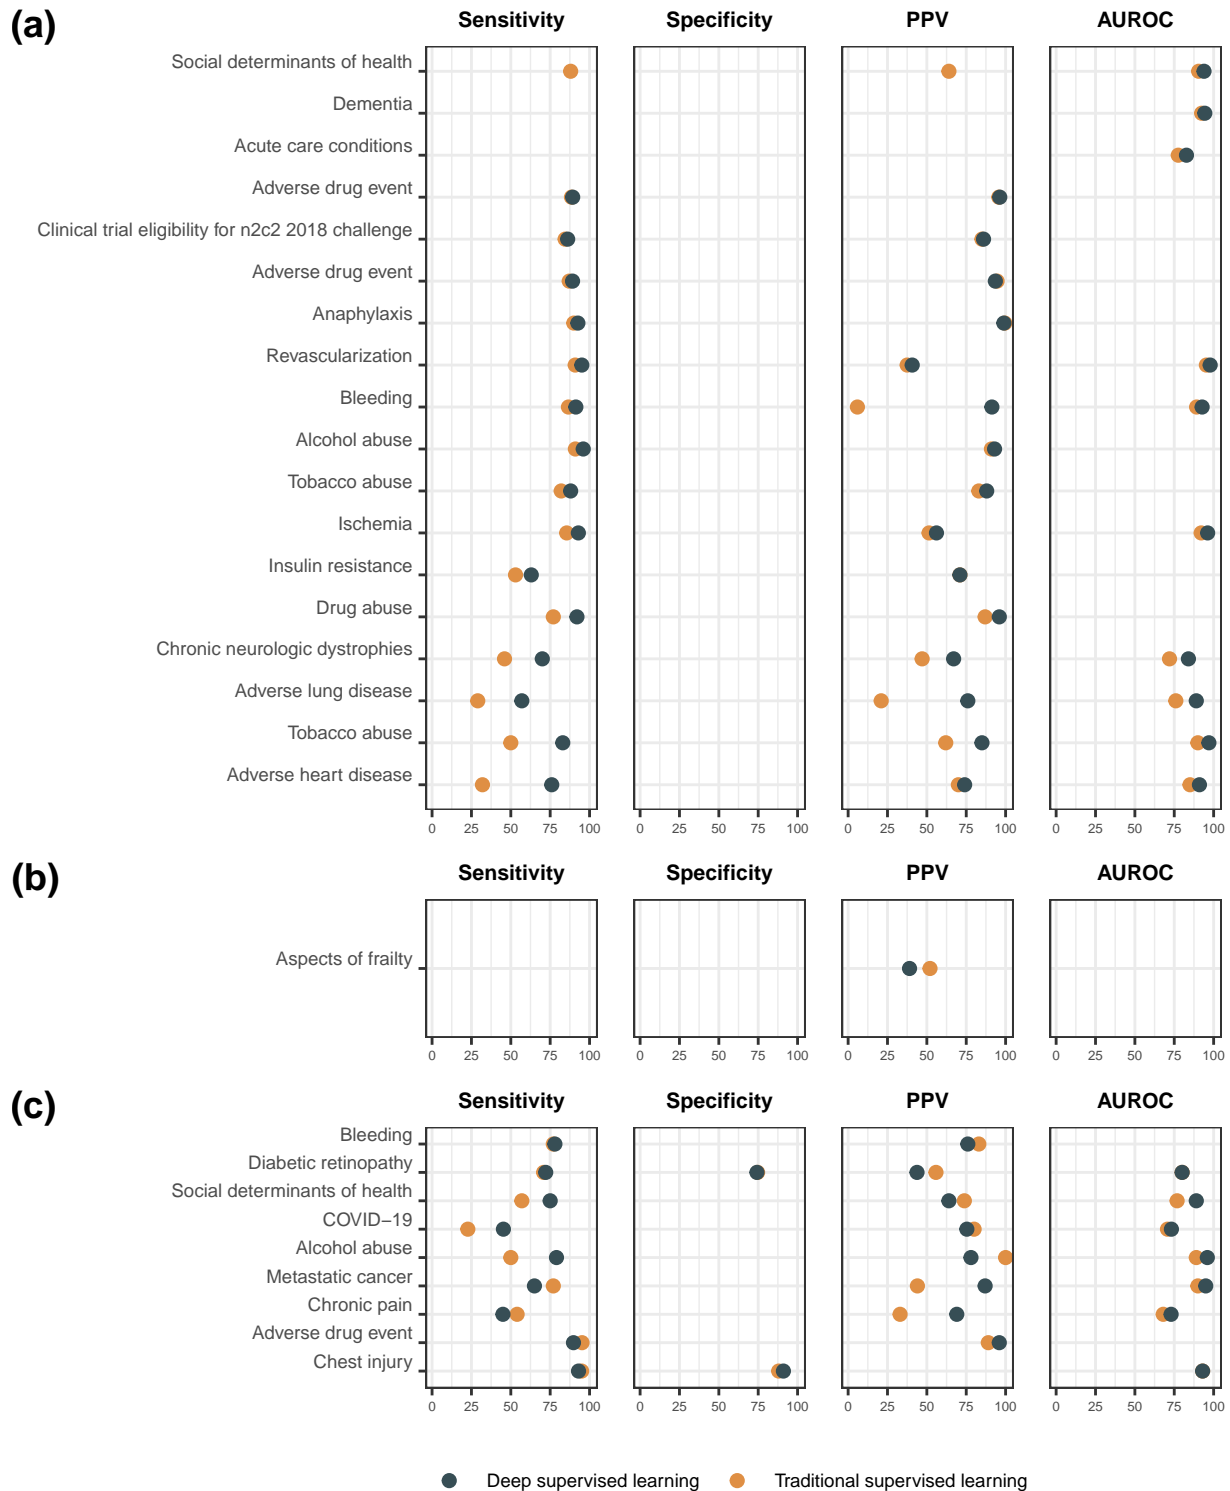 (a)
Sensitivity Specificity PPV AUROC
Social determinants of health
Dementia
Acute care conditions
Adverse drug event
Clinical trial eligibility for n2c2 2018 challenge
Adverse drug event
Anaphylaxis
Revascularization
Bleeding
Alcohol abuse
Tobacco abuse
Ischemia
Insulin resistance
Drug abuse
Chronic neurologic dystrophies
Adverse lung disease
Tobacco abuse
Adverse heart disease
0 25 50 75 100 0 25 50 75 100 0 25 50 75 100 0 25 50 75 100
(b)
Sensitivity Specificity PPV AUROC
Aspects of frailty
0 25 50 75 100 0 25 50 75 100 0 25 50 75 100 0 25 50 75 100
(c)
Sensitivity Specificity PPV AUROC
Bleeding
Diabetic retinopathy
Social determinants of health
COVID−19
Alcohol abuse
Metastatic cancer
Chronic pain
Adverse drug event
Chest injury
0 25 50 75 100 0 25 50 75 100 0 25 50 75 100 0 25 50 75 100
Deep supervised learning Traditional supervised learning